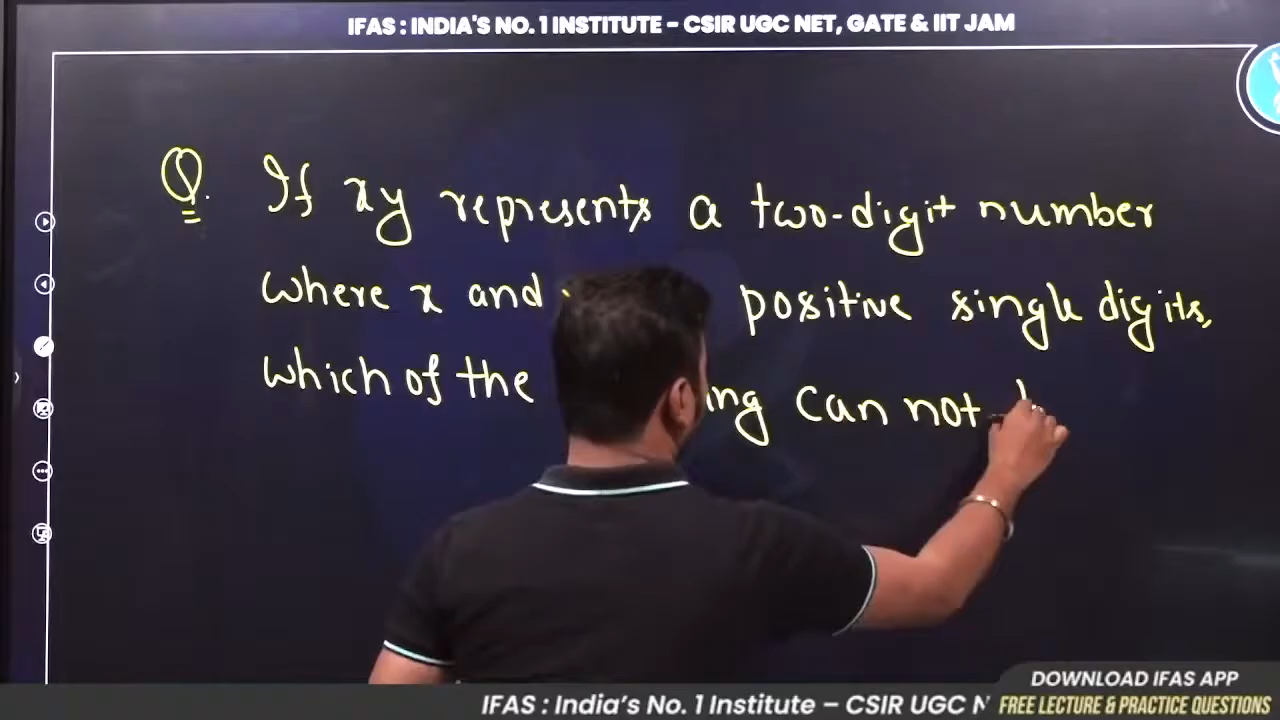 IFAS : INDIA'S NO. 1 INSTITUTE - CSIR UGC NET, GATE & IIT JAM
Q. If xy represents a two-digit number
where x and positive single digits,
which of the ing can not
DOWNLOAD IFAS APP
IFAS : India's No. 1 Institute – CSIR UGC N
FREE LECTURE & PRACTICE QUESTIONS